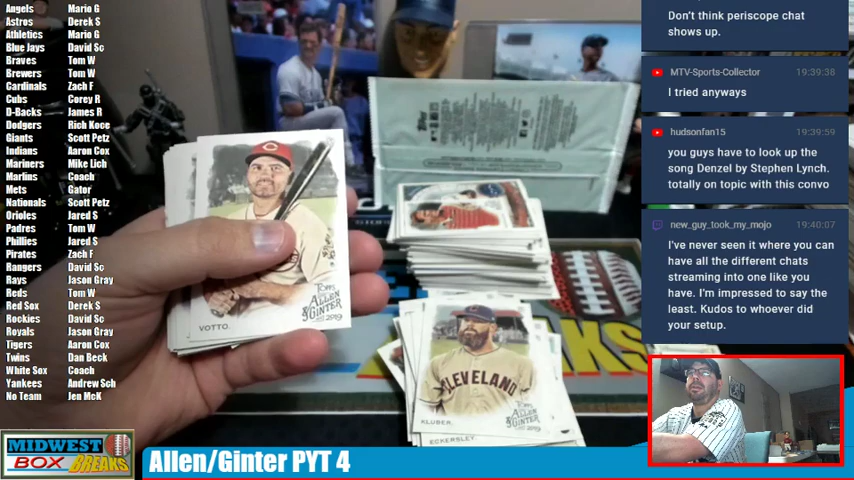 Angels Mario G
Astros Derek S
Athletics Mario G
Blue Jays David Sc
Braves Tom W
Brewers Tom W
Cardinals Zach F
Cubs Corey R
D-Backs James R
Dodgers Rich Koce
Giants Scott Petz
Indians Aaron Cox
Mariners Mike Lich
Marlins Coach
Mets Gator
Nationals Scott Petz
Orioles Jared S
Padres Tom W
Phillies Jared S
Pirates Zach F
Rangers David Sc
Rays Jason Gray
Reds Tom W
Red Sox Derek S
Rockies David Sc
Royals Jason Gray
Tigers Aaron Cox
Twins Dan Beck
White Sox Coach
Yankees Andrew Sch
No Team Jen McK
VOTTO.
TOPPS
ALLEN
& GINTER
2019
CLEVELAND
KLUBER.
TOPPS
ALLEN
& GINTER
2019
ECKERSLEY.
Don't think periscope chat
shows up.
MTV-Sports-Collector 19:39:38
I tried anyways
hudsonfan15 19:39:59
you guys have to look up the
song Denzel by Stephen Lynch.
totally on topic with this convo
new_guy_took_my_mojo 19:40:07
I've never seen it where you can
have all the different chats
streaming into one like you
have. I'm impressed to say the
least. Kudos to whoever did
your setup.
MIDWEST
BOX BREAKS
Allen/Ginter PYT 4